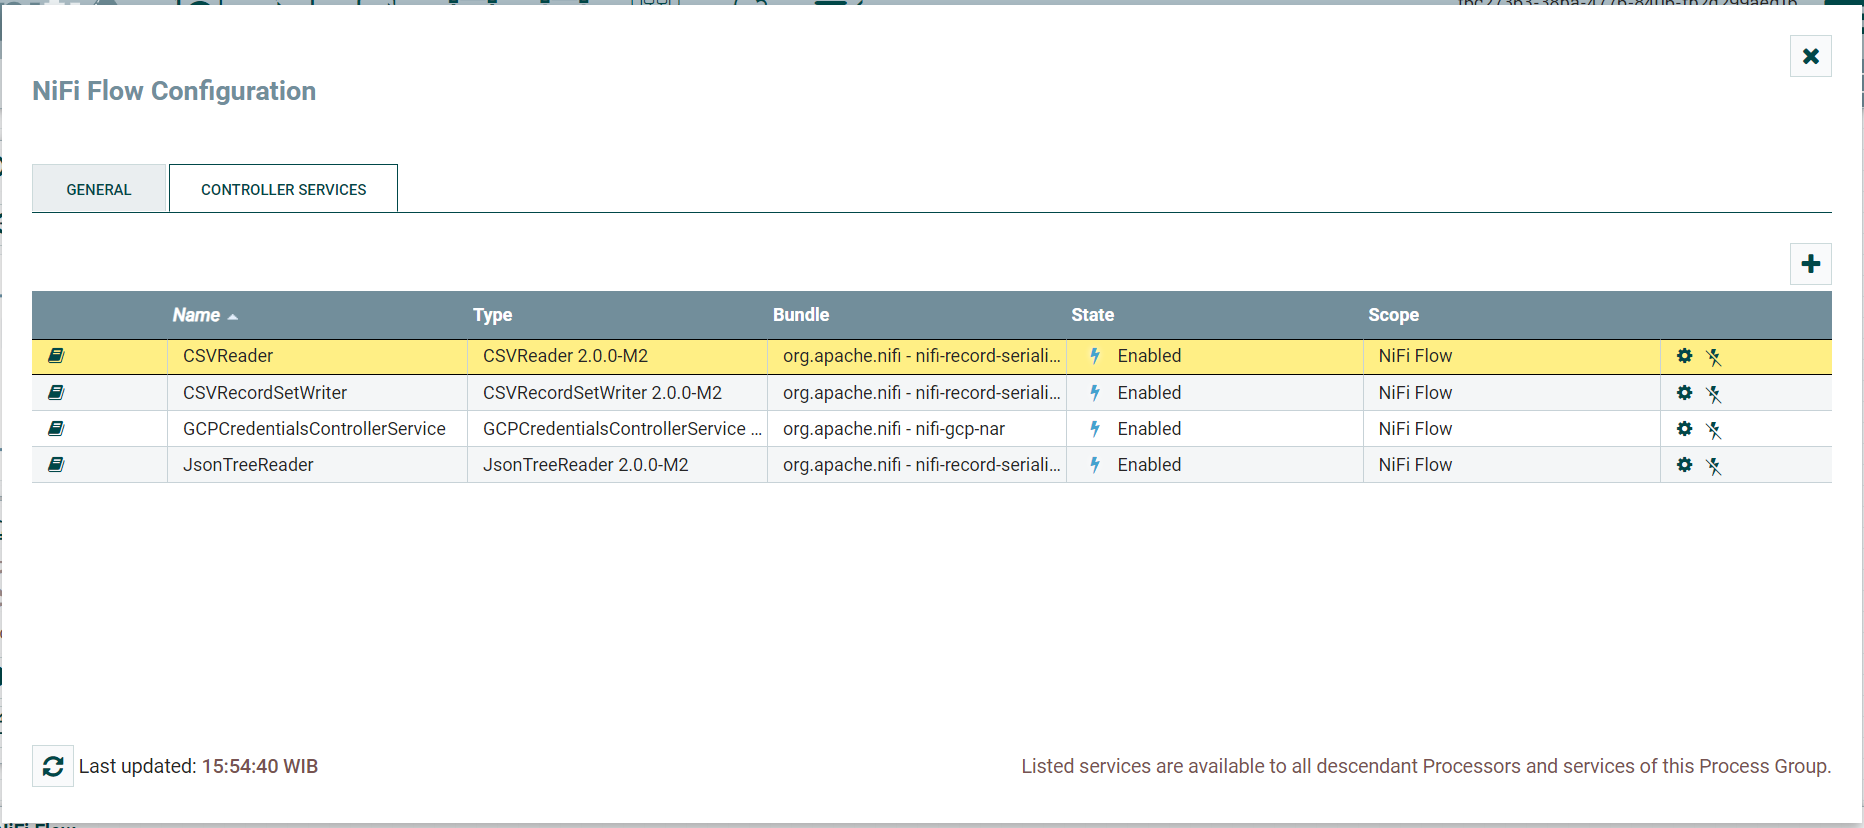 NiFi Flow Configuration
GENERAL
CONTROLLER SERVICES
Name Type Bundle State Scope
CSVReader CSVReader 2.0.0-M2 org.apache.nifi - nifi-record-seriali... Enabled NiFi Flow
CSVRecordSetWriter CSVRecordSetWriter 2.0.0-M2 org.apache.nifi - nifi-record-seriali... Enabled NiFi Flow
GCPCredentialsControllerService GCPCredentialsControllerService ... org.apache.nifi - nifi-gcp-nar Enabled NiFi Flow
JsonTreeReader JsonTreeReader 2.0.0-M2 org.apache.nifi - nifi-record-seriali... Enabled NiFi Flow
Last updated: 15:54:40 WIB
Listed services are available to all descendant Processors and services of this Process Group.